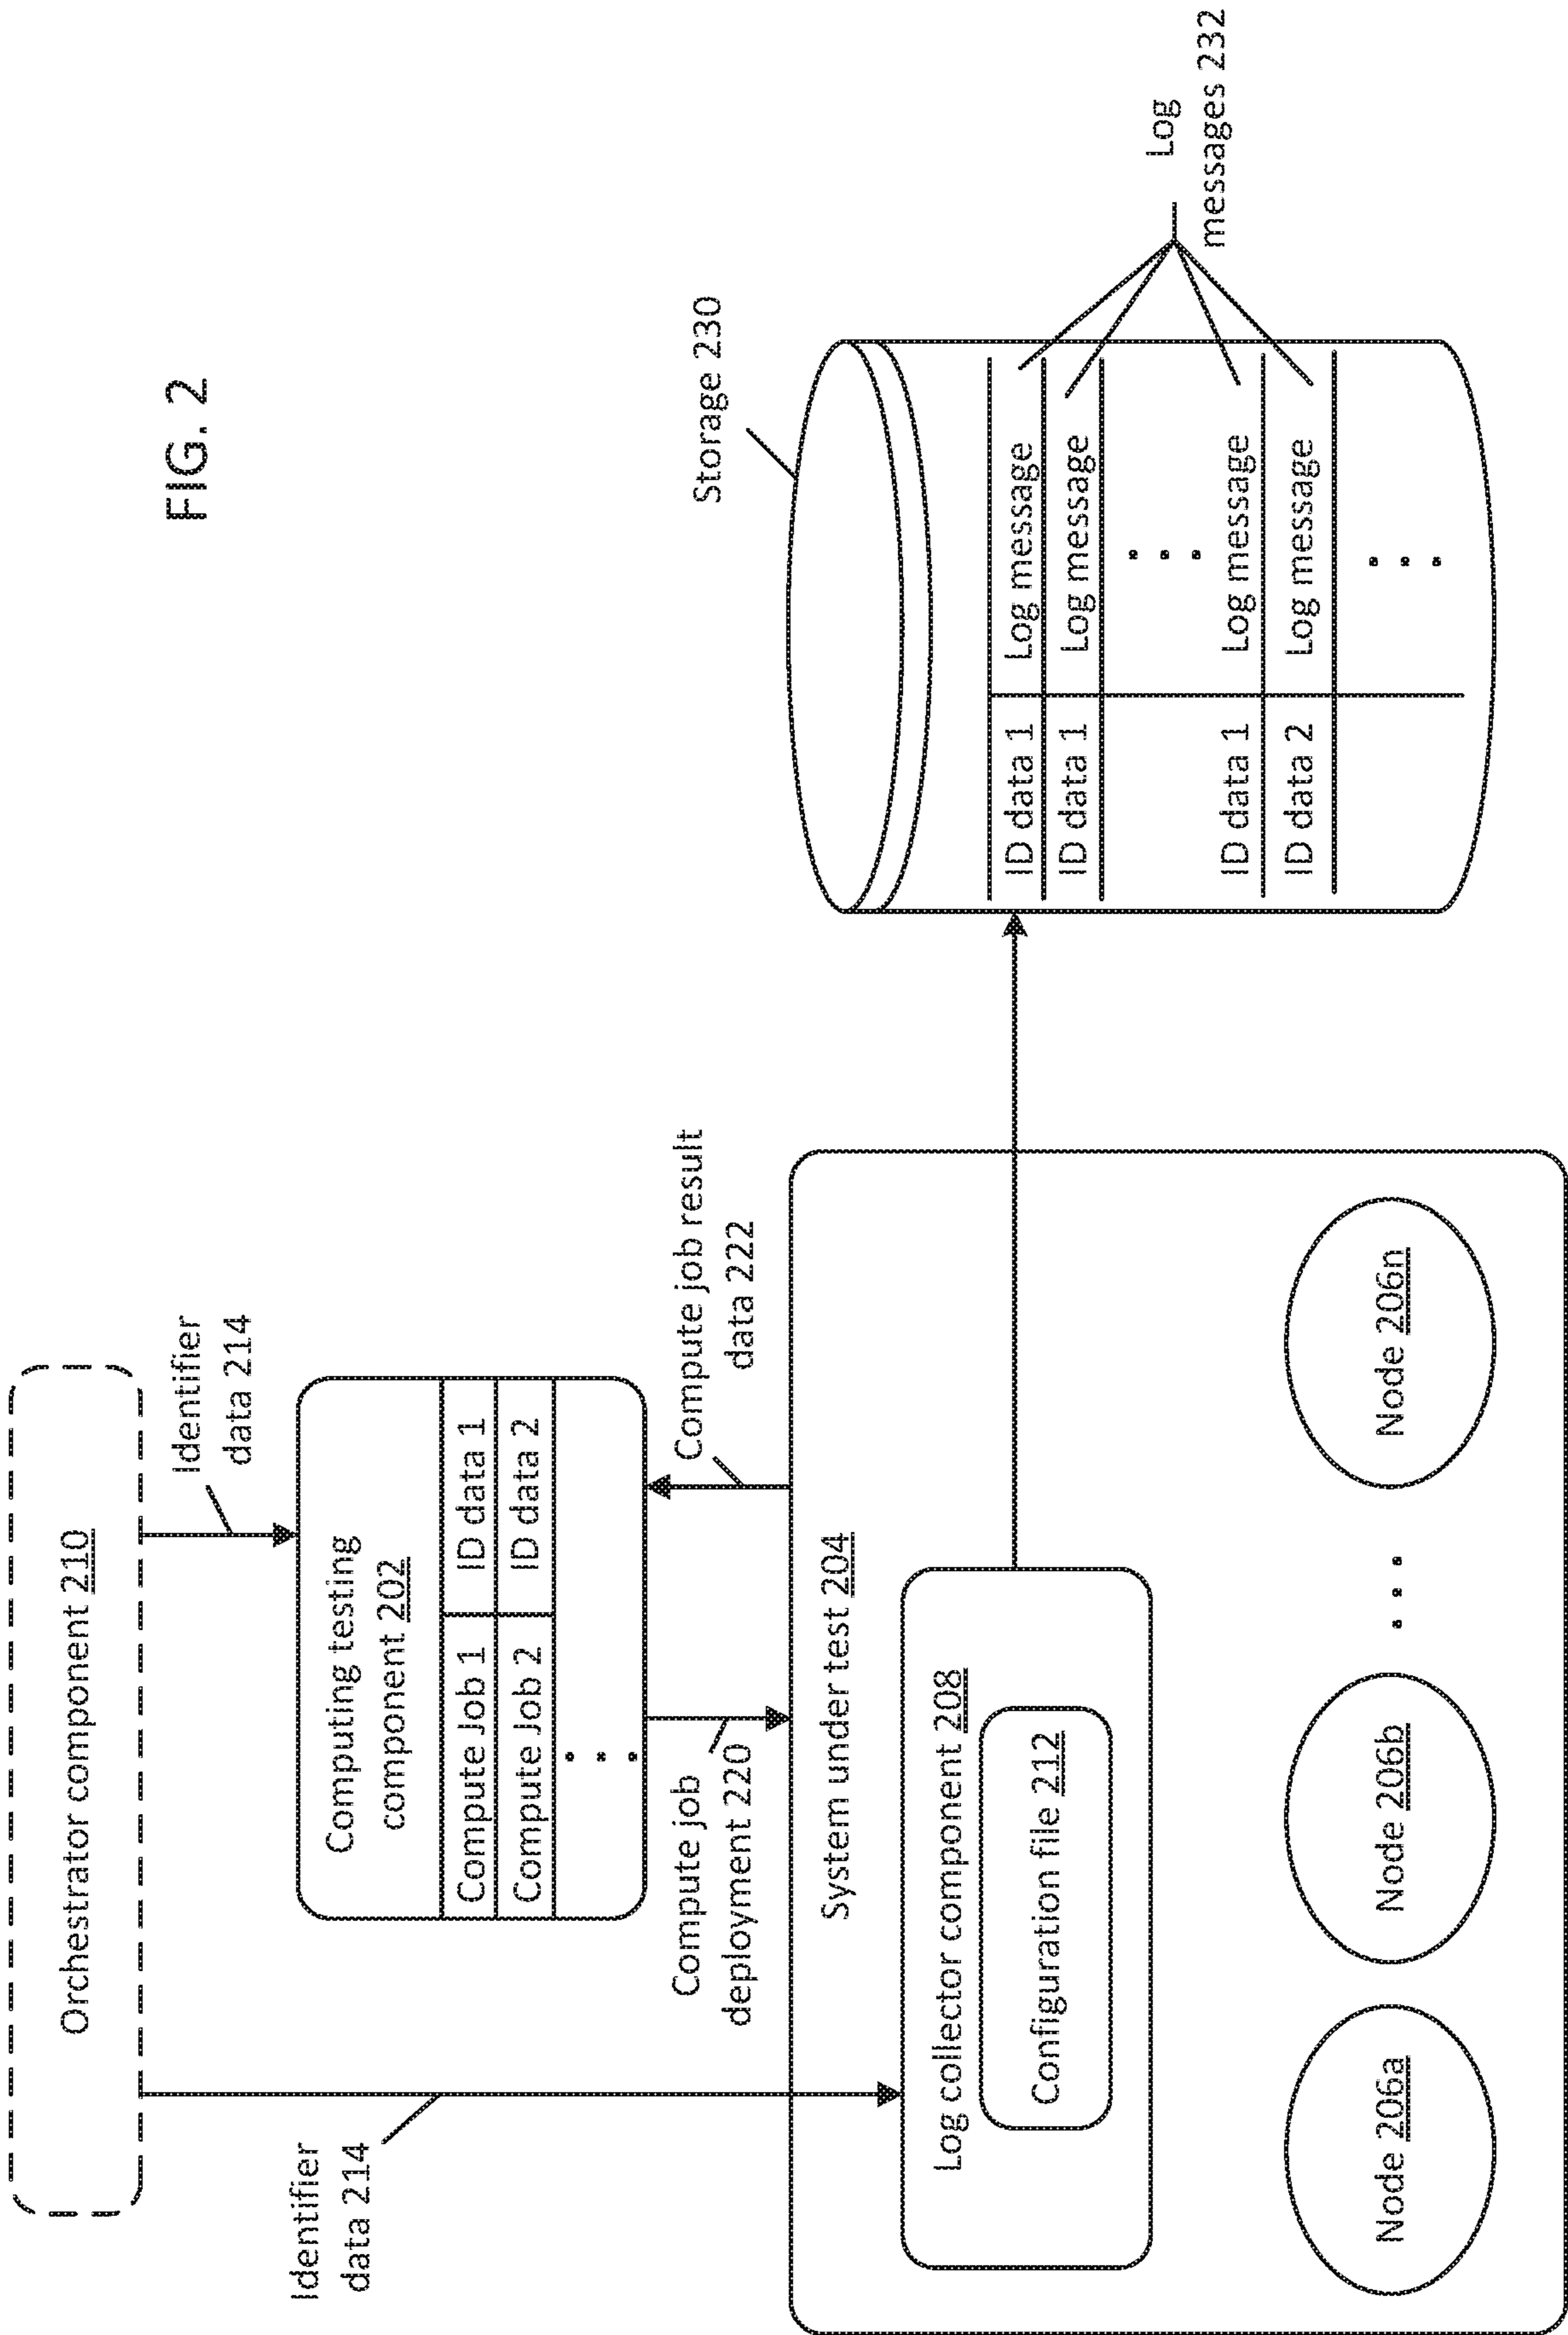 FIG. 2
Orchestrator component 210
Identifier
data 214
Identifier
data 214
Computing testing
component 202
Compute Job 1 ID data 1
Compute Job 2 ID data 2
Compute job
deployment 220
Compute job result
data 222
System under test 204
Log collector component 208
Configuration file 212
Node 206a
Node 206b
Node 206n
Storage 230
ID data 1 Log message
ID data 1 Log message
ID data 1 Log message
ID data 2 Log message
Log
messages 232